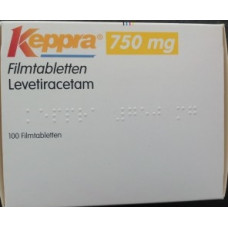 Keppra® 750 mg
Filmtabletten
Levetiracetam
100 Filmtabletten